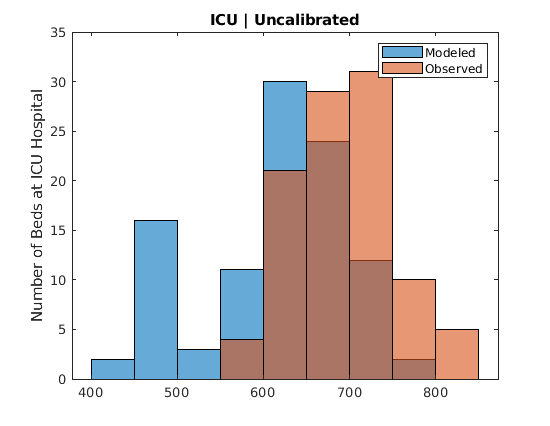 ICU | Uncalibrated
Modeled
Observed
Number of Beds at ICU Hospital
35
30
25
20
15
10
5
0
400 500 600 700 800